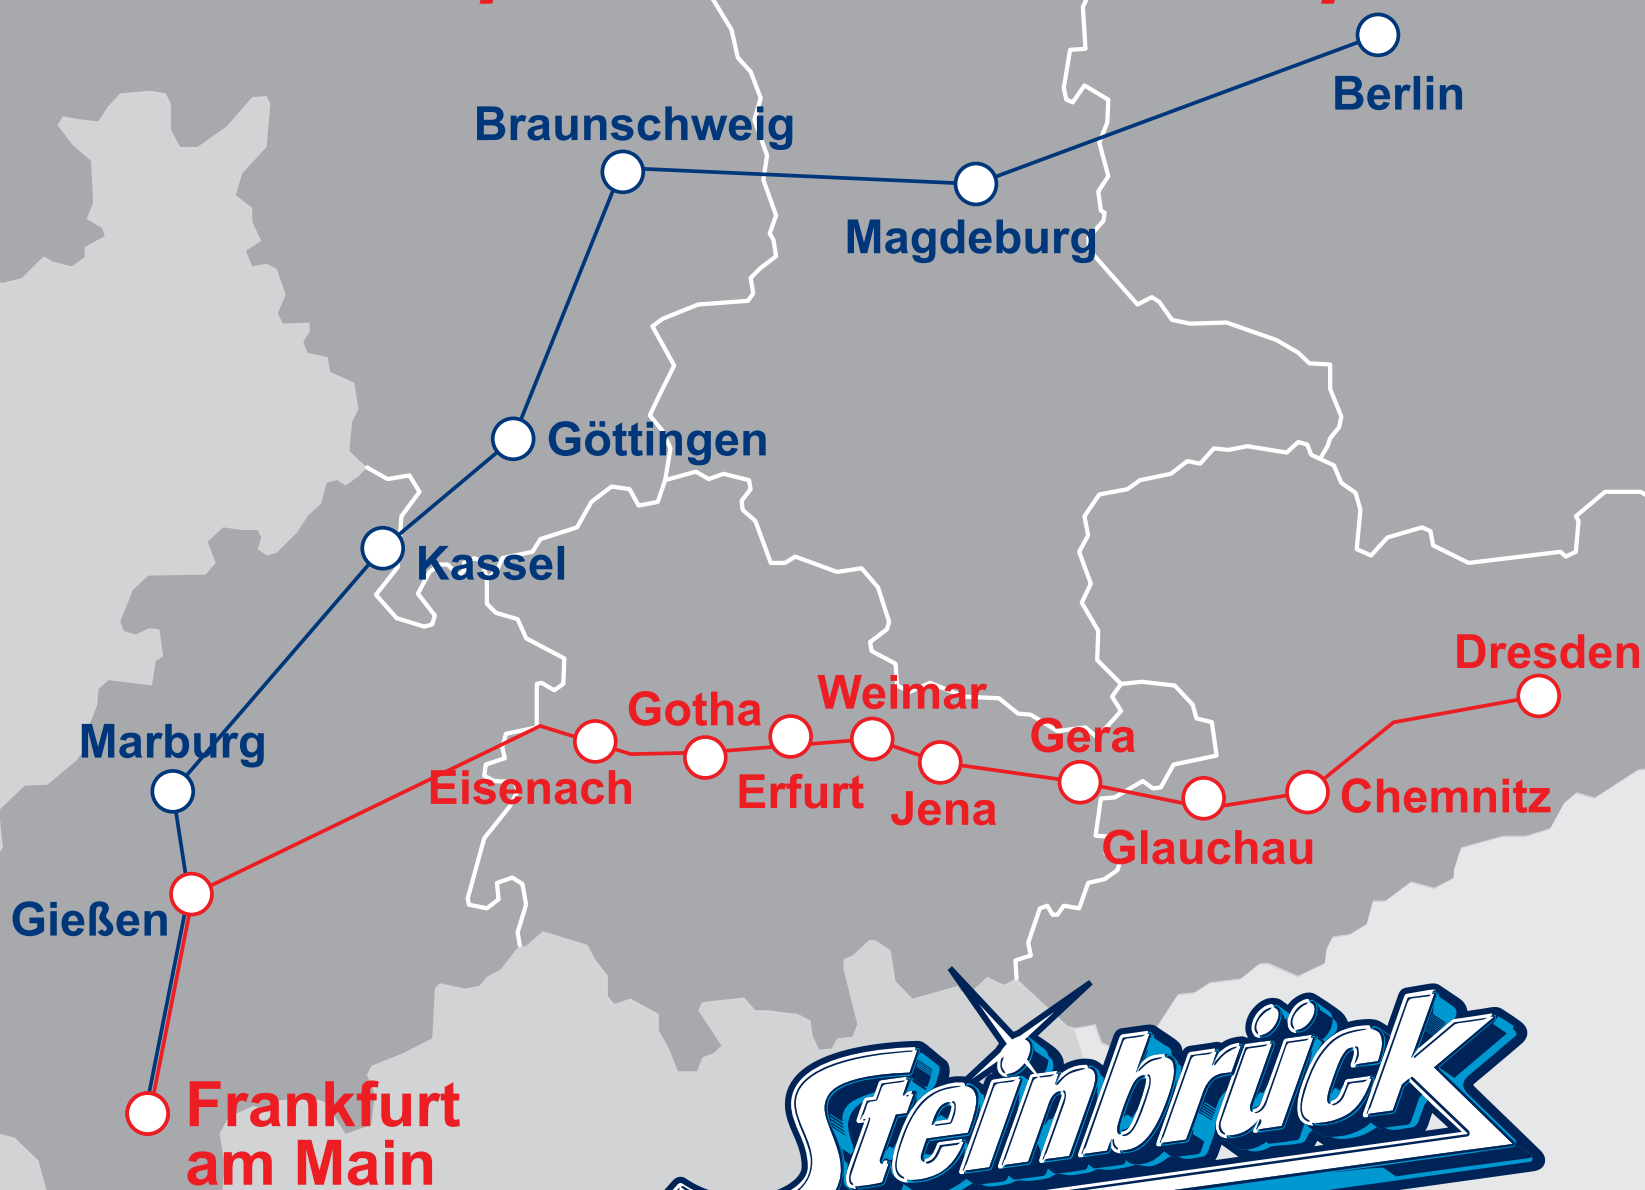 Berlin
Braunschweig
Magdeburg
Göttingen
Kassel
Dresden
Weimar
Gotha
Gera
Marburg
Eisenach
Erfurt
Jena
Chemnitz
Glauchau
Gießen
Frankfurt
am Main
Steinbrück